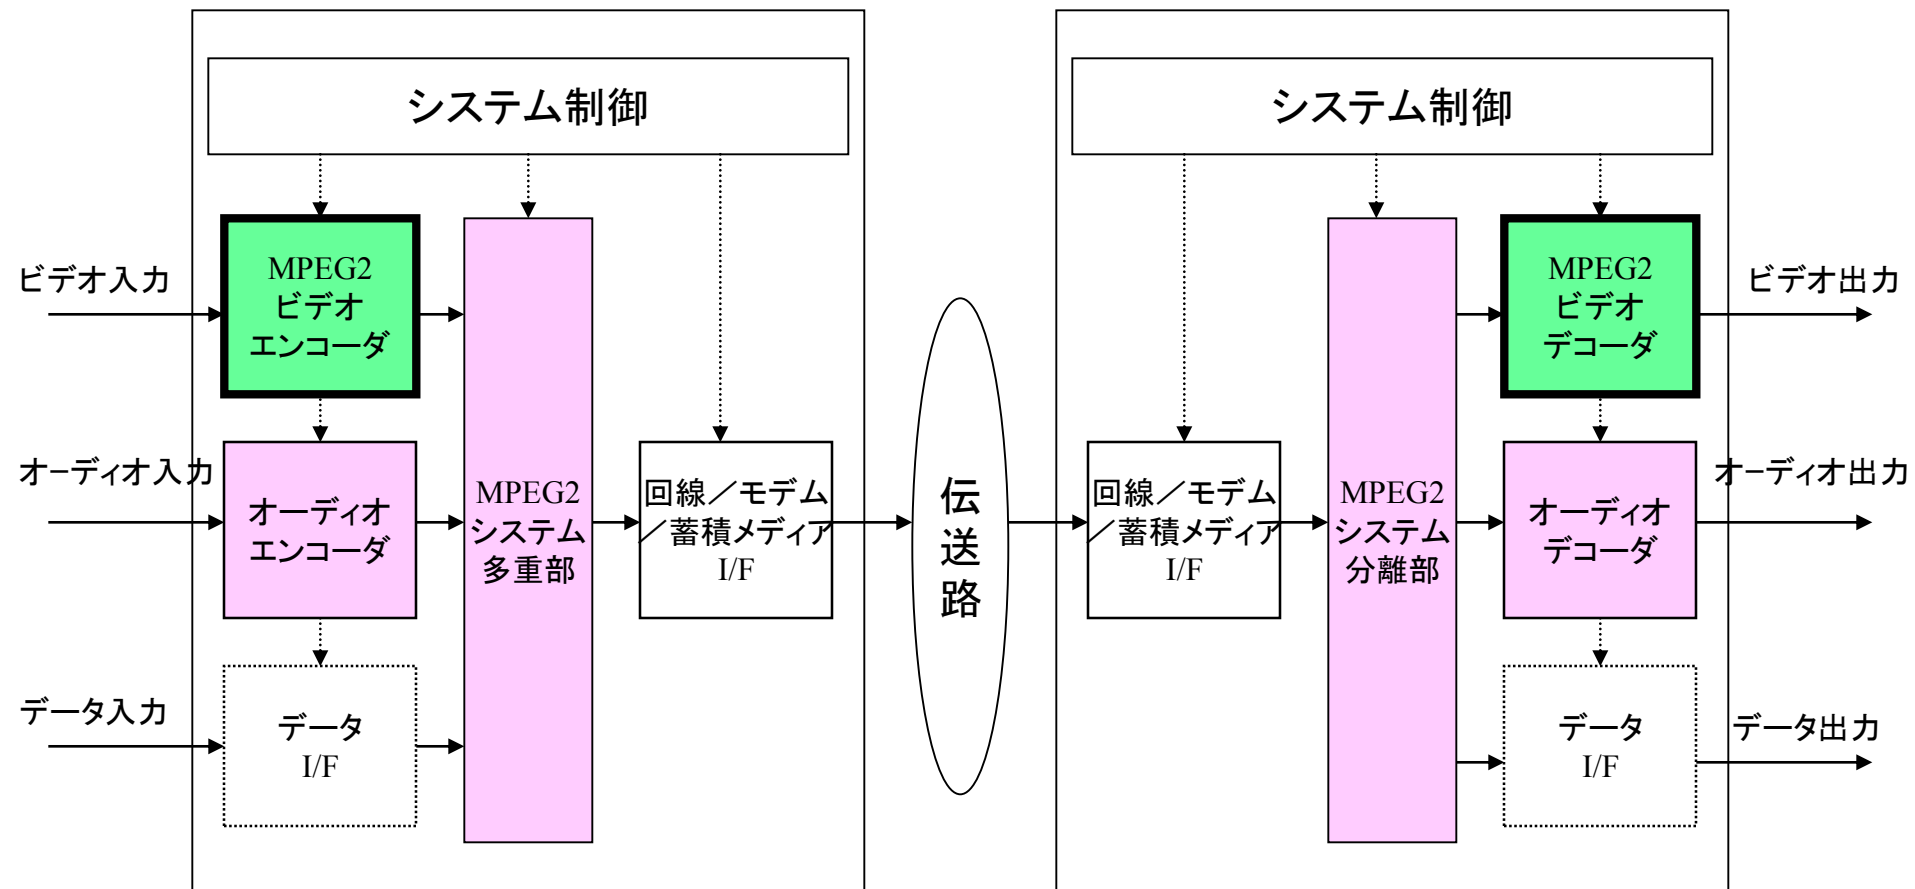 システム制御
システム制御
ビデオ入力
MPEG2
ビデオ
エンコーダ
MPEG2
ビデオ
デコーダ
ビデオ出力
オーディオ入力
オーディオ
エンコーダ
MPEG2
システム
多重部
回線／モデム
／蓄積メディア
I/F
伝
送
路
回線／モデム
／蓄積メディア
I/F
MPEG2
システム
分離部
オーディオ
デコーダ
オーディオ出力
データ入力
データ
I/F
データ
I/F
データ出力